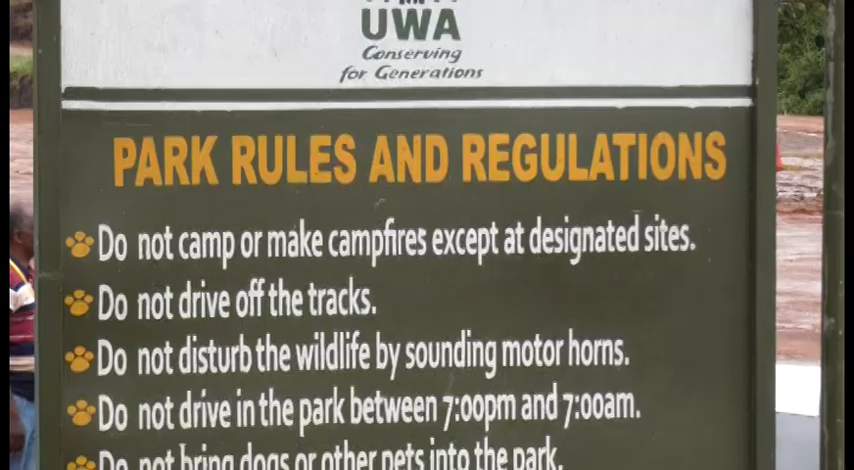 UWA
Conserving
for Generations
PARK RULES AND REGULATIONS
Do not camp or make campfires except at designated sites.
Do not drive off the tracks.
Do not disturb the wildlife by sounding motor horns.
Do not drive in the park between 7:00pm and 7:00am.
Do not bring dogs or other pets into the park.